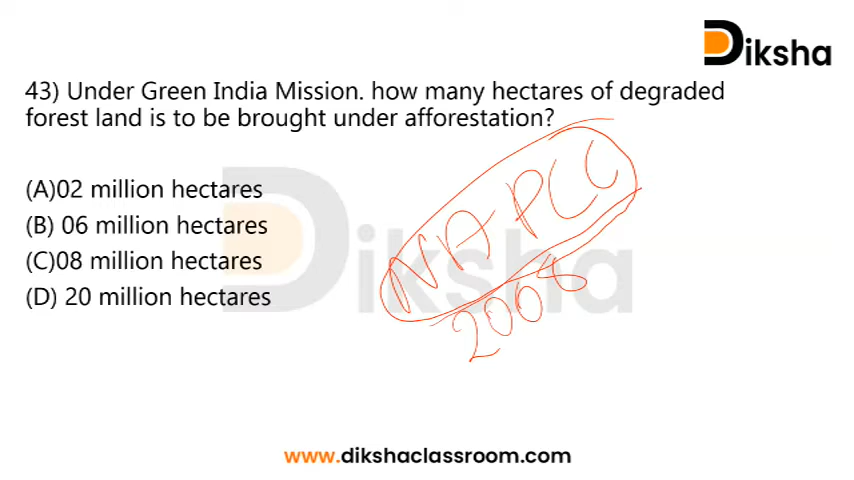 Diksha
43) Under Green India Mission. how many hectares of degraded
forest land is to be brought under afforestation?
(A)02 million hectares
(B) 06 million hectares
(C)08 million hectares
(D) 20 million hectares
NAPCC
2008
Diksha
www.dikshaclassroom.com